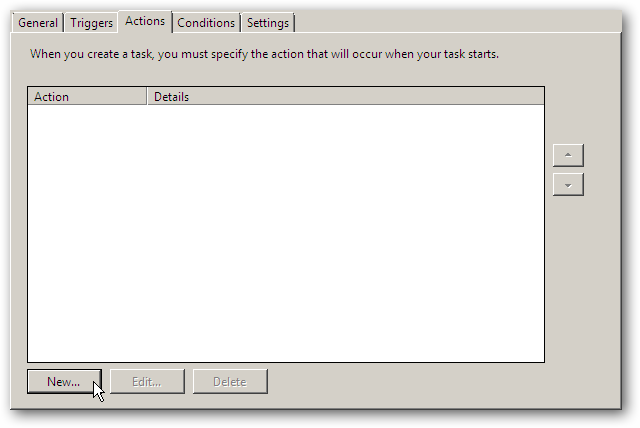 General Triggers Actions Conditions Settings
When you create a task, you must specify the action that will occur when your task starts.
Action Details
New... Edit... Delete